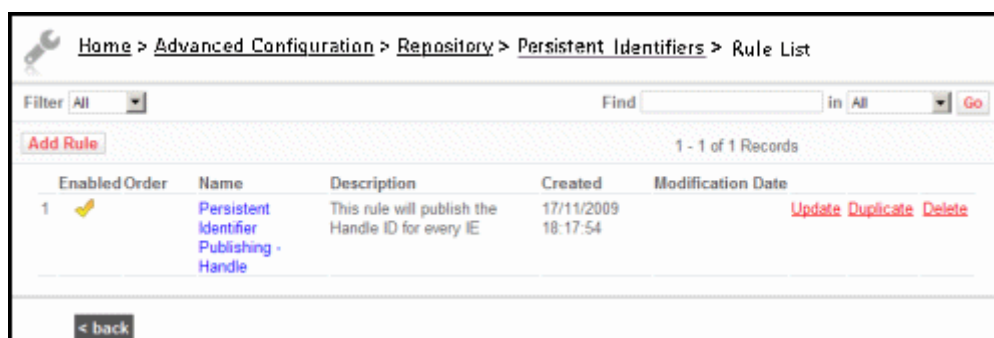 Home > Advanced Configuration > Repository > Persistent Identifiers > Rule List
Filter All Find in All Go
Add Rule 1 - 1 of 1 Records
Enabled Order Name Description Created Modification Date
1 Persistent This rule will publish the 17/11/2009 Update Duplicate Delete
Identifier Handle ID for every IE 18:17:54
Publishing -
Handle
< back